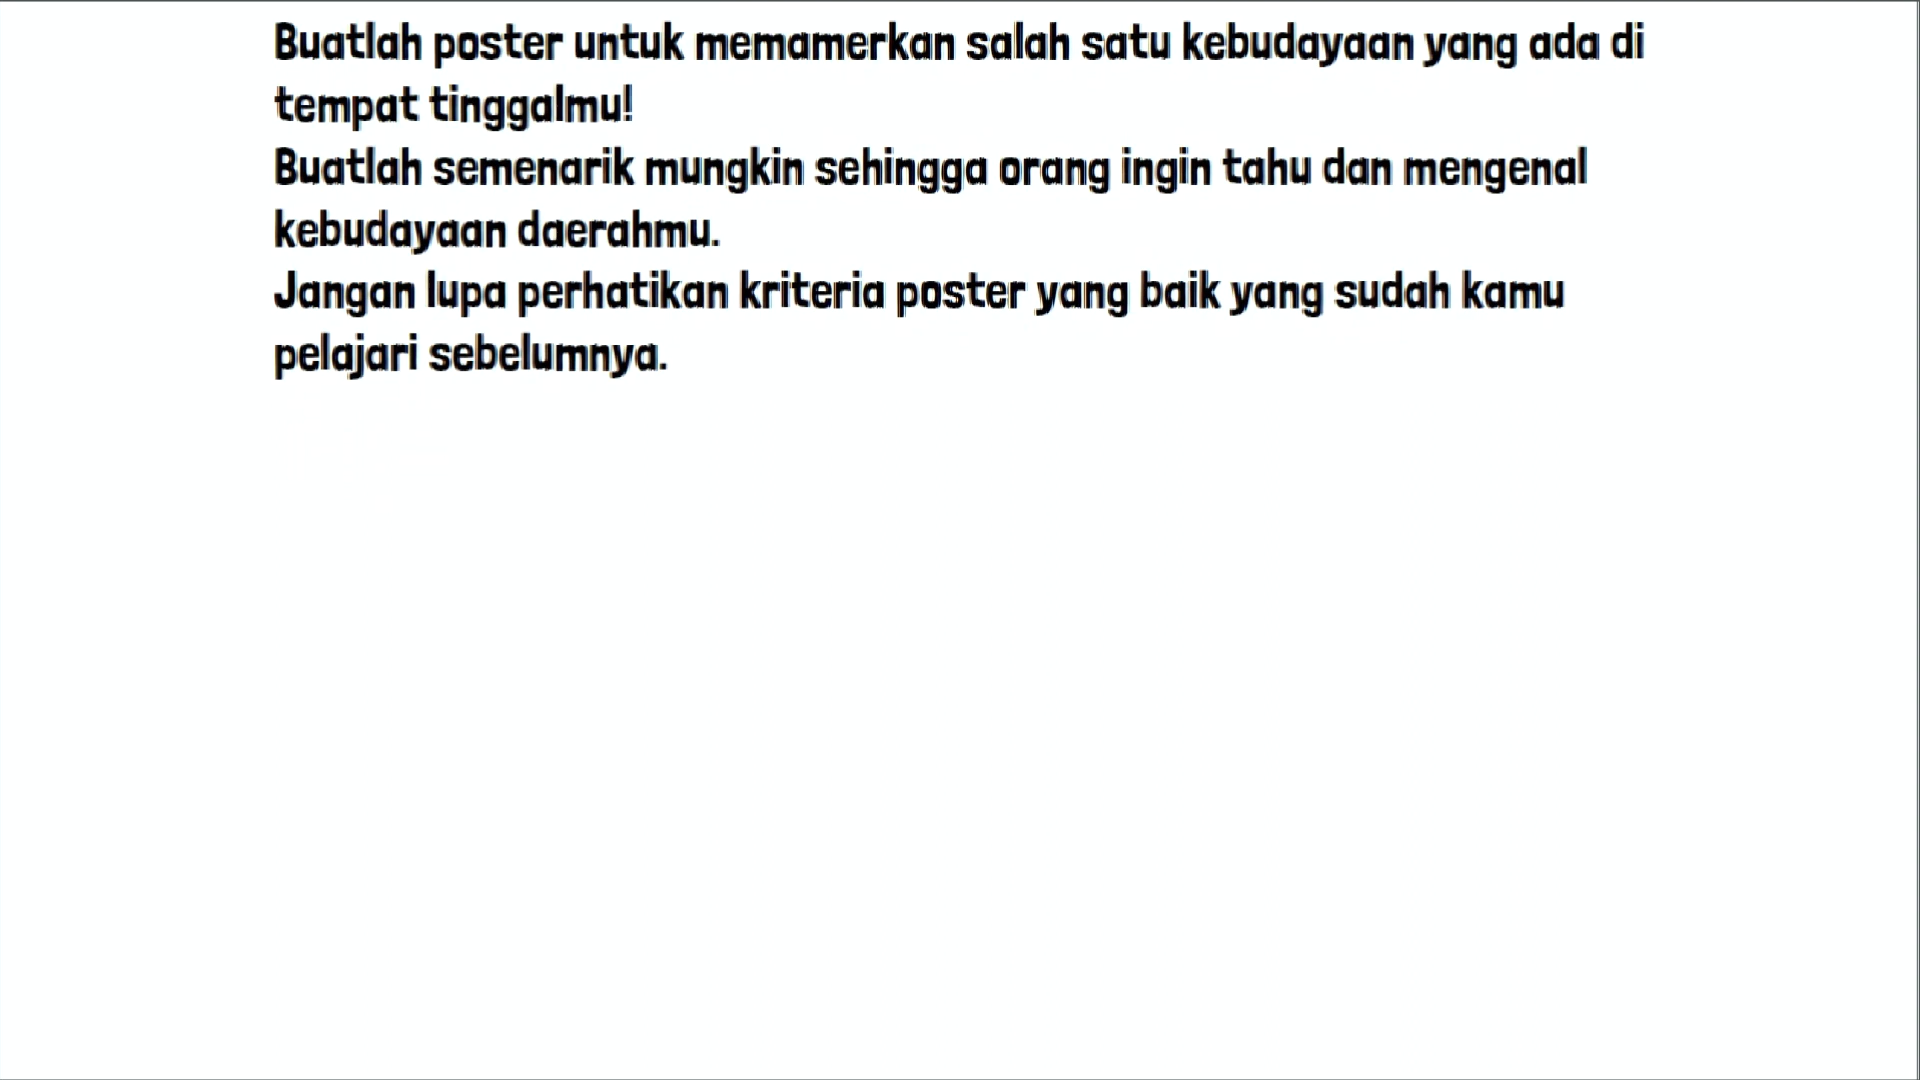 Buatlah poster untuk memamerkan salah satu kebudayaan yang ada di
tempat tinggalmu!
Buatlah semenarik mungkin sehingga orang ingin tahu dan mengenal
kebudayaan daerahmu.
Jangan lupa perhatikan kriteria poster yang baik yang sudah kamu
pelajari sebelumnya.